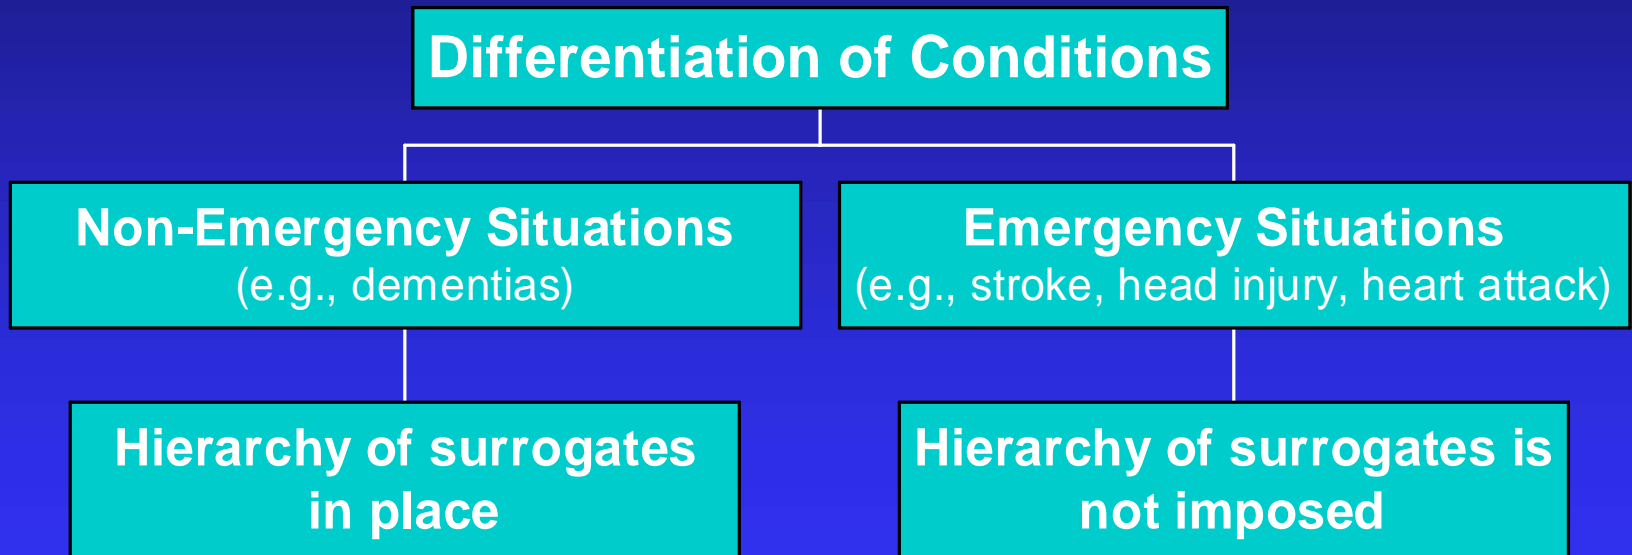 Differentiation of Conditions
Non-Emergency Situations
(e.g., dementias)
Emergency Situations
(e.g., stroke, head injury, heart attack)
Hierarchy of surrogates
in place
Hierarchy of surrogates is
not imposed